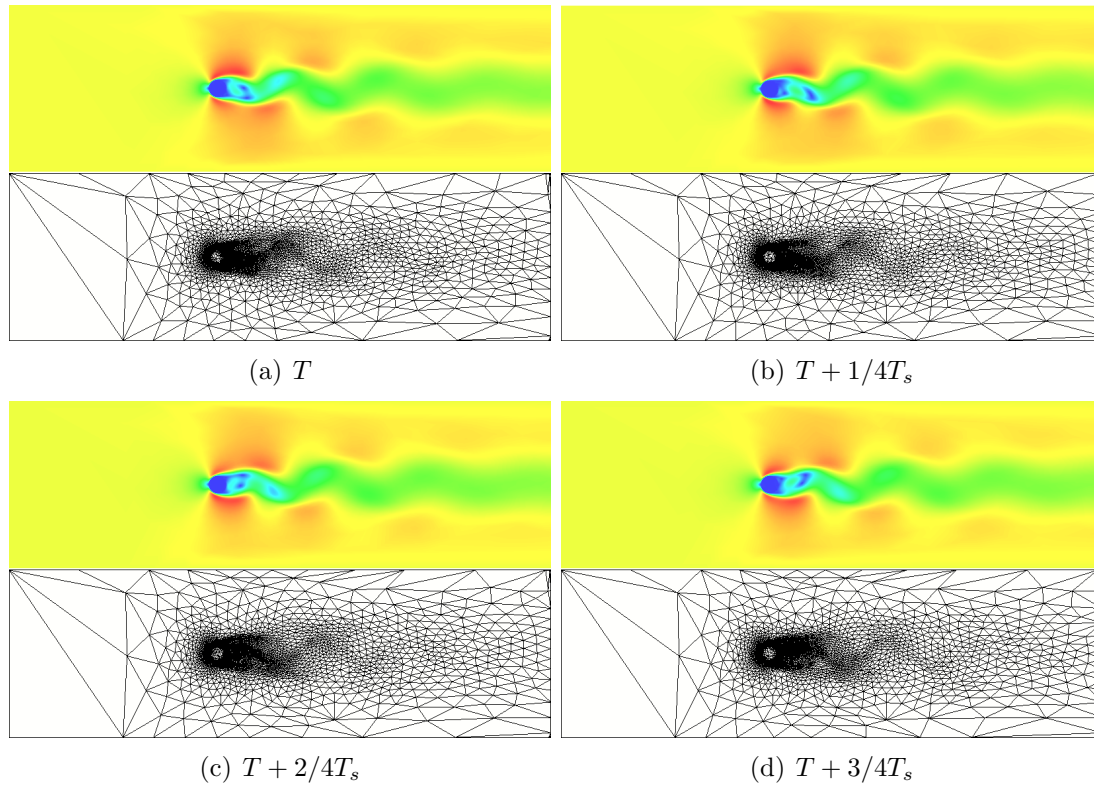 (a) T
(b) T + 1/4T_s
(c) T + 2/4T_s
(d) T + 3/4T_s